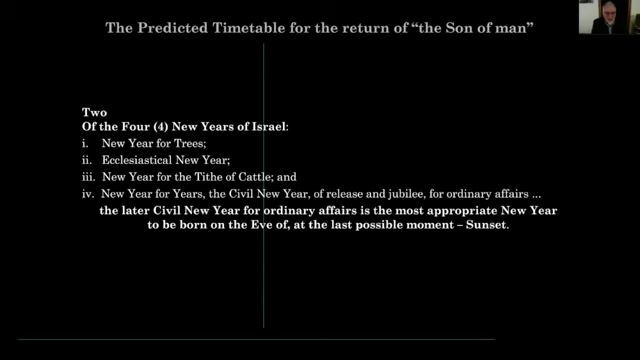 The Predicted Timetable for the return of “the Son of man”
Two
Of the Four (4) New Years of Israel:
i. New Year for Trees;
ii. Ecclesiastical New Year;
iii. New Year for the Tithe of Cattle; and
iv. New Year for Years, the Civil New Year, of release and jubilee, for ordinary affairs ...
the later Civil New Year for ordinary affairs is the most appropriate New Year
to be born on the Eve of, at the last possible moment – Sunset.